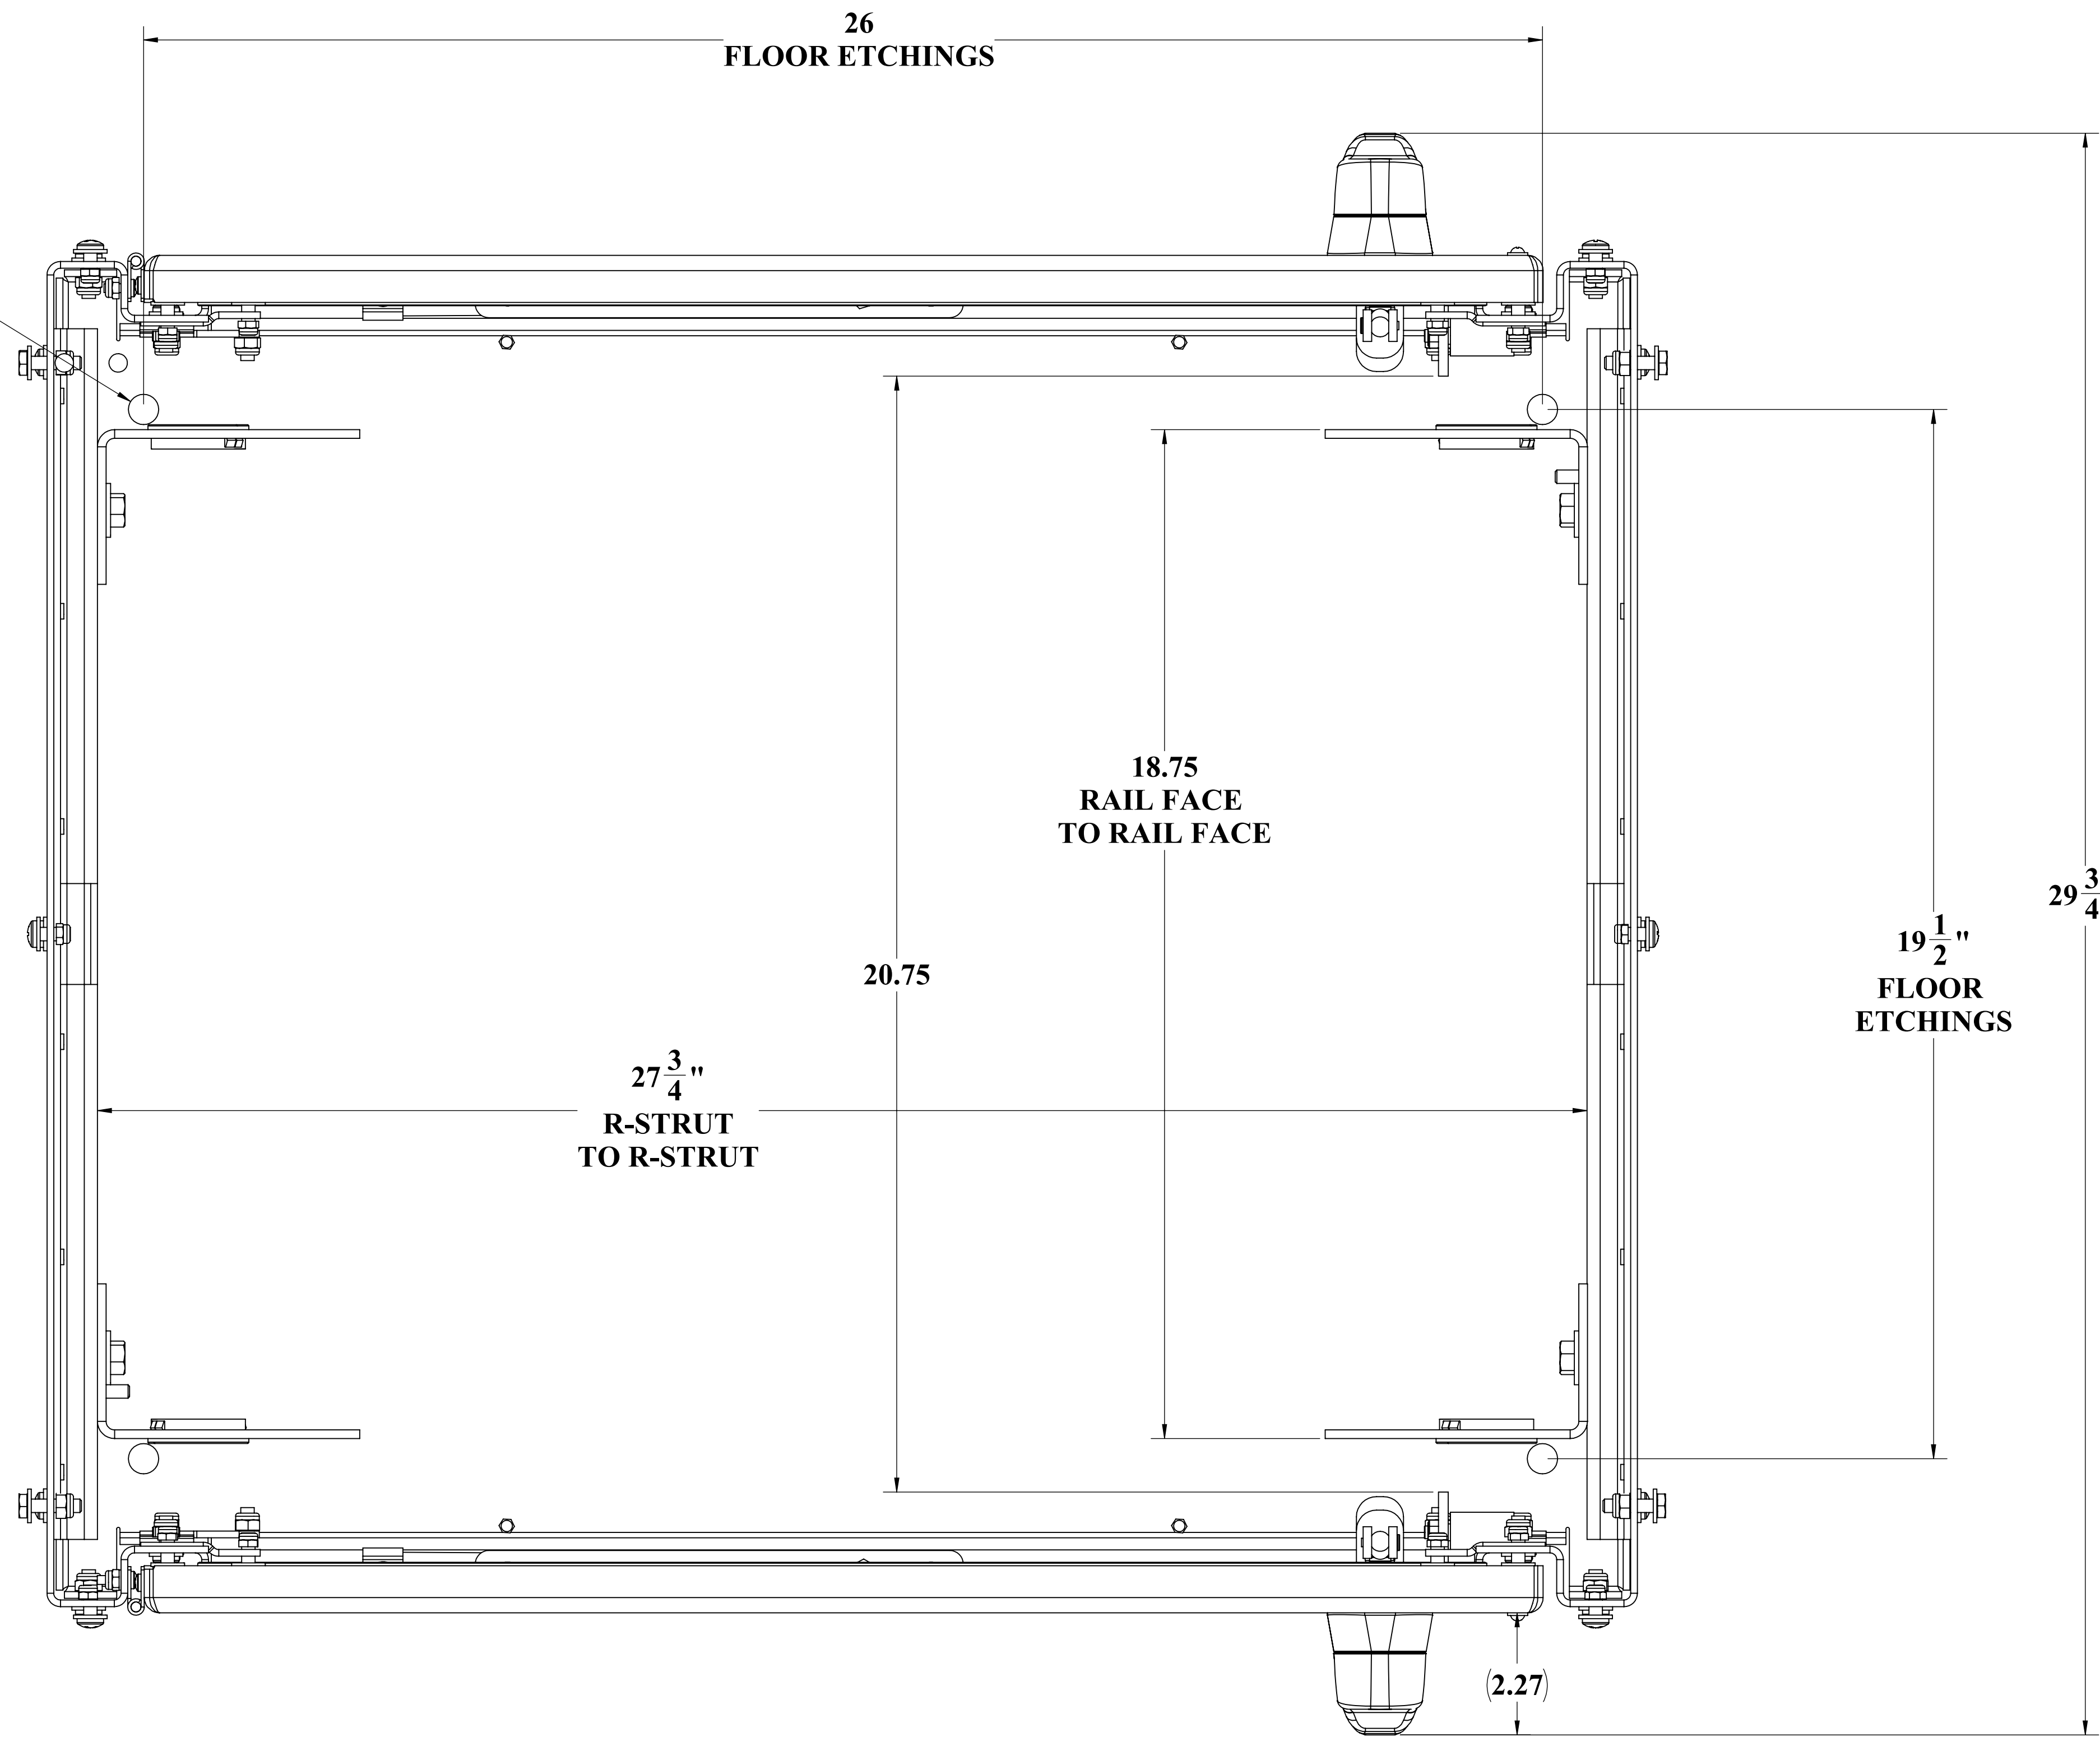 26
FLOOR ETCHINGS
18.75
RAIL FACE
TO RAIL FACE
29 3/4
19 1/2"
FLOOR
ETCHINGS
20.75
27 3/4"
R-STRUT
TO R-STRUT
(2.27)